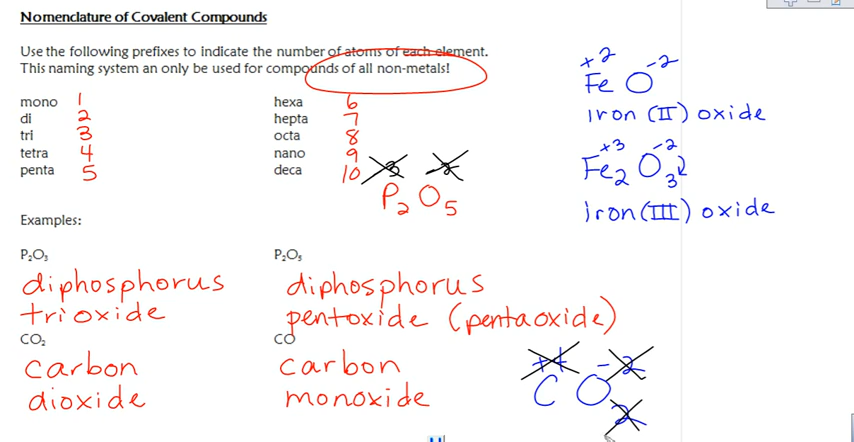 Nomenclature of Covalent Compounds
Use the following prefixes to indicate the number of atoms of each element.
This naming system an only be used for compounds of all non-metals!
mono 1
di 2
tri 3
tetra 4
penta 5
hexa 6
hepta 7
octa 8
nano 9
deca 10
P₂O₅
Examples:
P₂O₃
diphosphorus
trioxide
P₂O₅
diphosphorus
pentoxide (pentaoxide)
CO₂
carbon
dioxide
CO
carbon
monoxide
+2 -2
Fe O
iron (II) oxide
+3 -2
Fe₂ O₃
iron (III) oxide
-2
C O
2